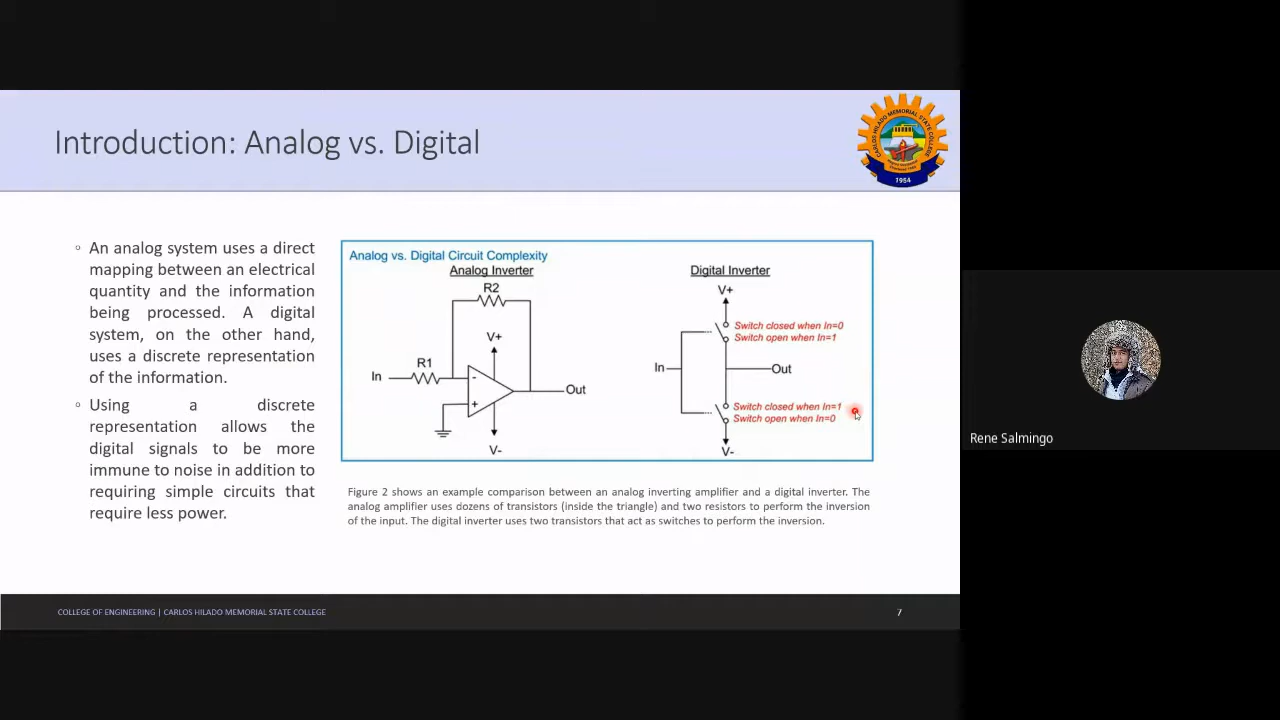 Introduction: Analog vs. Digital
CARLOS HILADO MEMORIAL STATE COLLEGE
1954
◦ An analog system uses a direct
mapping between an electrical
quantity and the information
being processed. A digital
system, on the other hand,
uses a discrete representation
of the information.
◦ Using a discrete
representation allows the
digital signals to be more
immune to noise in addition to
requiring simple circuits that
require less power.
Analog vs. Digital Circuit Complexity
Analog Inverter
R2
V+
R1
In
-
+
Out
V-
Digital Inverter
V+
Switch closed when In=0
Switch open when In=1
In
Out
Switch closed when In=1
Switch open when In=0
V-
Figure 2 shows an example comparison between an analog inverting amplifier and a digital inverter. The
analog amplifier uses dozens of transistors (inside the triangle) and two resistors to perform the inversion
of the input. The digital inverter uses two transistors that act as switches to perform the inversion.
COLLEGE OF ENGINEERING | CARLOS HILADO MEMORIAL STATE COLLEGE
7
Rene Salmingo